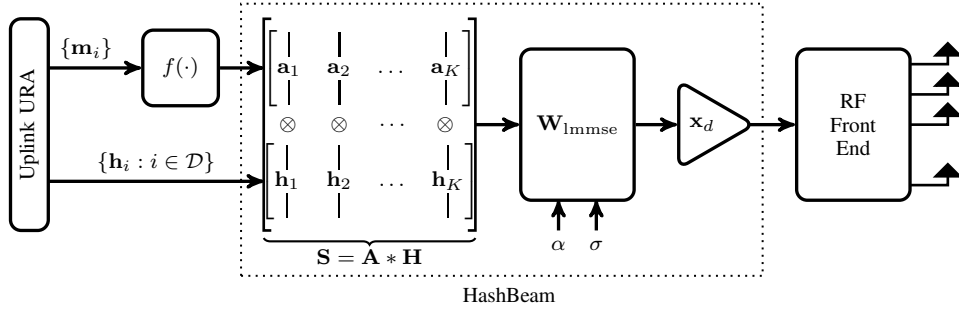 Uplink URA
{m_i}
f(·)
{h_i : i ∈ D}
a_1 a_2 ... a_K
⊗ ⊗ ··· ⊗
h_1 h_2 ... h_K
S = A ∗ H
W_lmmse
α σ
x_d
RF
Front
End
HashBeam